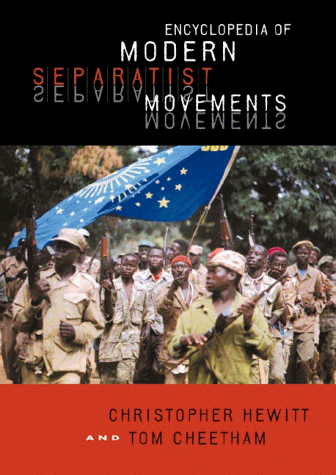 ENCYCLOPEDIA OF
MODERN
SEPARATIST
MOVEMENTS
CHRISTOPHER HEWITT
AND TOM CHEETHAM